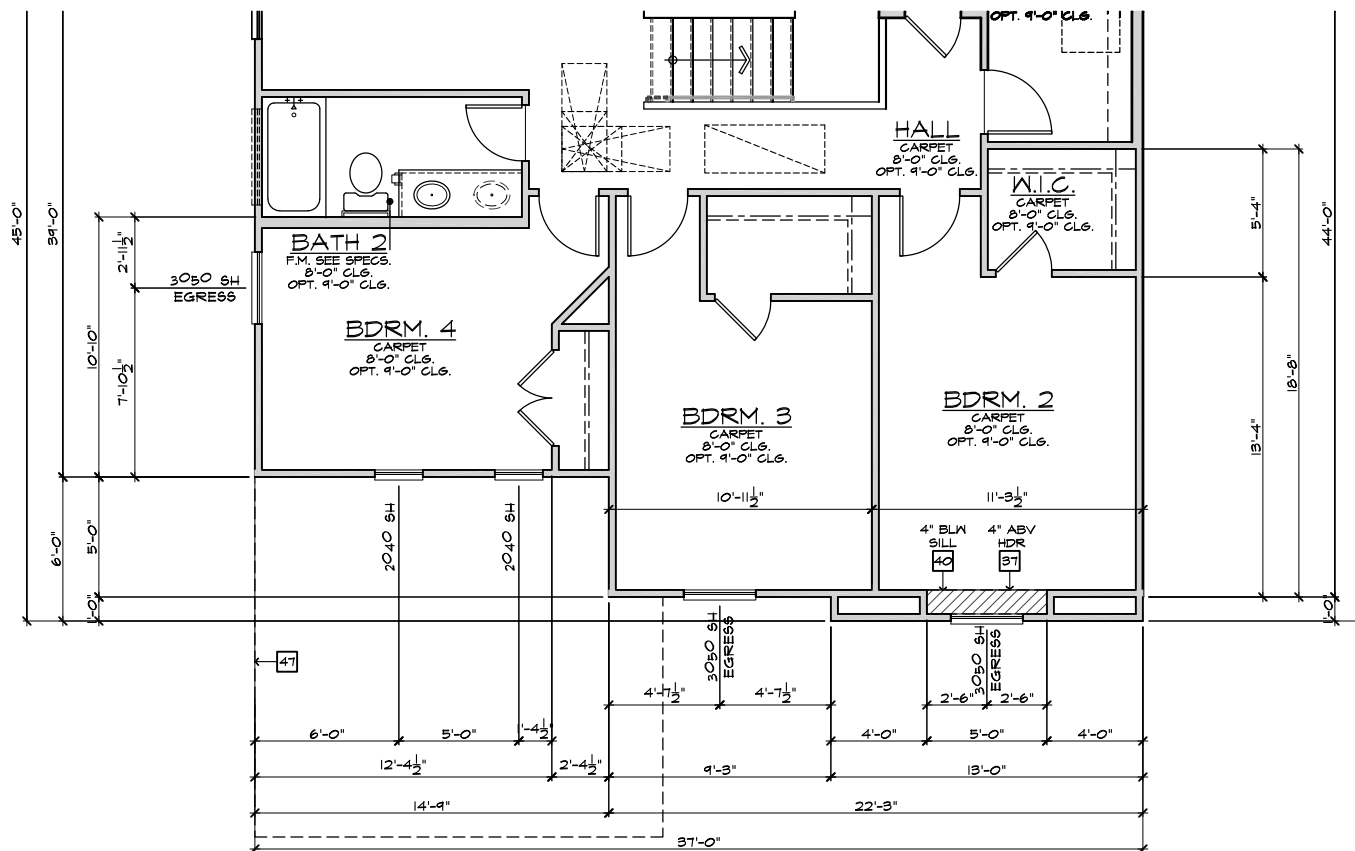 OPT. 9'-0" CLG.
HALL
CARPET
8'-0" CLG.
OPT. 9'-0" CLG.
W.I.C.
CARPET
8'-0" CLG.
OPT. 9'-0" CLG.
45'-0"
39'-0"
2'-11½"
5'-4"
44'-0"
BATH 2
F.M. SEE SPECS.
8'-0" CLG.
OPT. 9'-0" CLG.
3050 SH
EGRESS
BDRM. 4
CARPET
8'-0" CLG.
OPT. 9'-0" CLG.
10'-10"
7'-10½"
18'-8"
13'-4"
BDRM. 3
CARPET
8'-0" CLG.
OPT. 9'-0" CLG.
BDRM. 2
CARPET
8'-0" CLG.
OPT. 9'-0" CLG.
10'-11½"
11'-3½"
4" BLW
SILL
40
4" ABV
HDR
37
2040 SH
2040 SH
6'-0"
5'-0"
1'-0"
1'-0"
3050 SH
EGRESS
3050 SH
EGRESS
47
4'-7½"
4'-7½"
2'-6"
2'-6"
6'-0"
5'-0"
1'-4½"
4'-0"
5'-0"
4'-0"
12'-4½"
2'-4½"
9'-3"
13'-0"
14'-9"
22'-3"
37'-0"